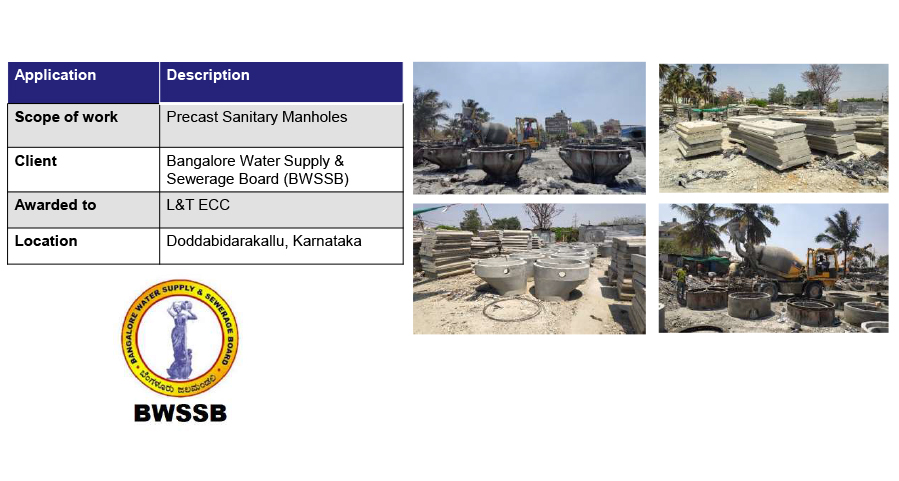 Application Description
Scope of work Precast Sanitary Manholes
Client Bangalore Water Supply &
Sewerage Board (BWSSB)
Awarded to L&T ECC
Location Doddabidarakallu, Karnataka
BANGALORE WATER SUPPLY & SEWERAGE BOARD
ಬೆಂಗಳೂರು ಜಲಮಂಡಳಿ
BWSSB